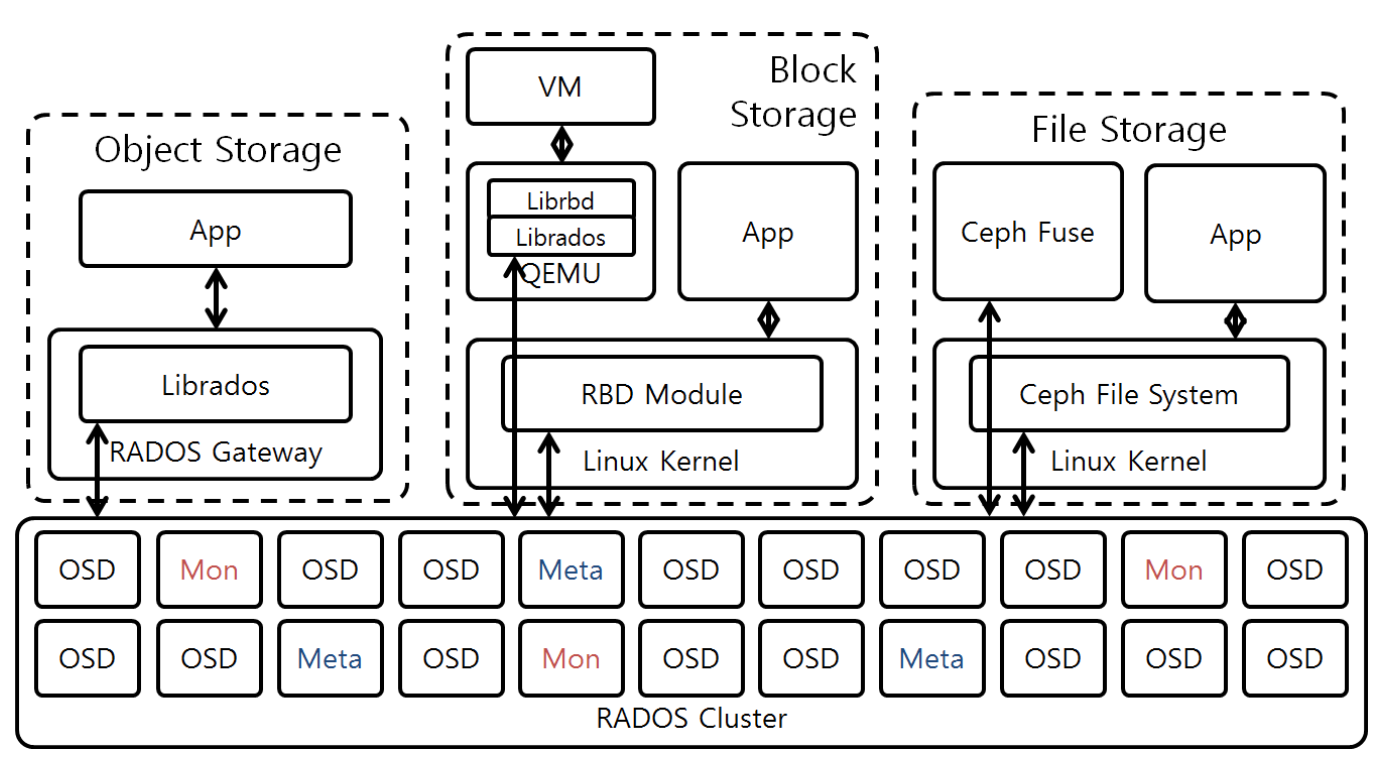 Object Storage
App
Librados
RADOS Gateway
Block
Storage
VM
Librbd
Librados
QEMU
App
RBD Module
Linux Kernel
File Storage
Ceph Fuse
App
Ceph File System
Linux Kernel
OSD Mon OSD OSD Meta OSD OSD OSD OSD Mon OSD
OSD OSD Meta OSD Mon OSD OSD Meta OSD OSD OSD
RADOS Cluster